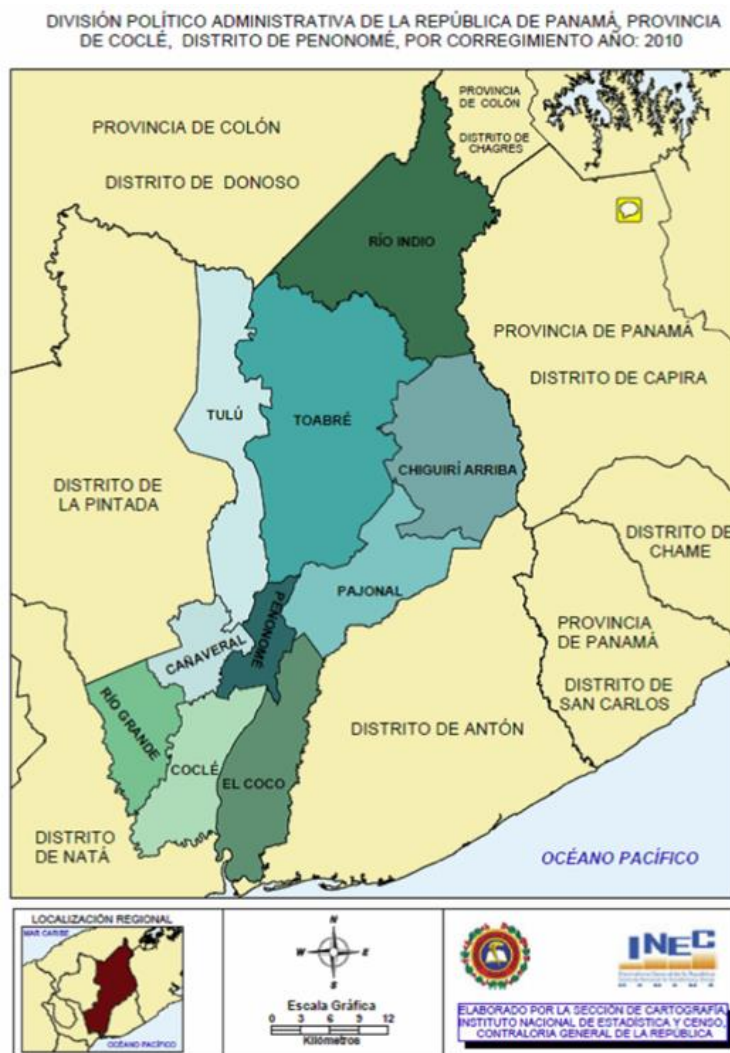 DIVISIÓN POLÍTICO ADMINISTRATIVA DE LA REPÚBLICA DE PANAMÁ, PROVINCIA
DE COCLÉ, DISTRITO DE PENONOMÉ, POR CORREGIMIENTO AÑO: 2010
PROVINCIA DE COLÓN
DISTRITO DE DONOSO
PROVINCIA
DE COLÓN
DISTRITO DE
CHAGRES
RÍO INDIO
PROVINCIA DE PANAMÁ
DISTRITO DE CAPIRA
TULÚ
TOABRÉ
CHIGUIRÍ ARRIBA
DISTRITO DE
LA PINTADA
DISTRITO DE
CHAME
PAJONAL
PENONOMÉ
PROVINCIA
DE PANAMÁ
DISTRITO DE
SAN CARLOS
CAÑAVERAL
RÍO GRANDE
DISTRITO DE ANTÓN
COCLÉ
EL COCO
DISTRITO
DE NATÁ
OCÉANO PACÍFICO
LOCALIZACIÓN REGIONAL
MAR CARIBE
OCÉANO PACÍFICO
N
W E
S
Escala Gráfica
0 3 6 9 12
Kilómetros
INEC
ELABORADO POR LA SECCIÓN DE CARTOGRAFÍA,
INSTITUTO NACIONAL DE ESTADÍSTICA Y CENSO,
CONTRALORÍA GENERAL DE LA REPÚBLICA